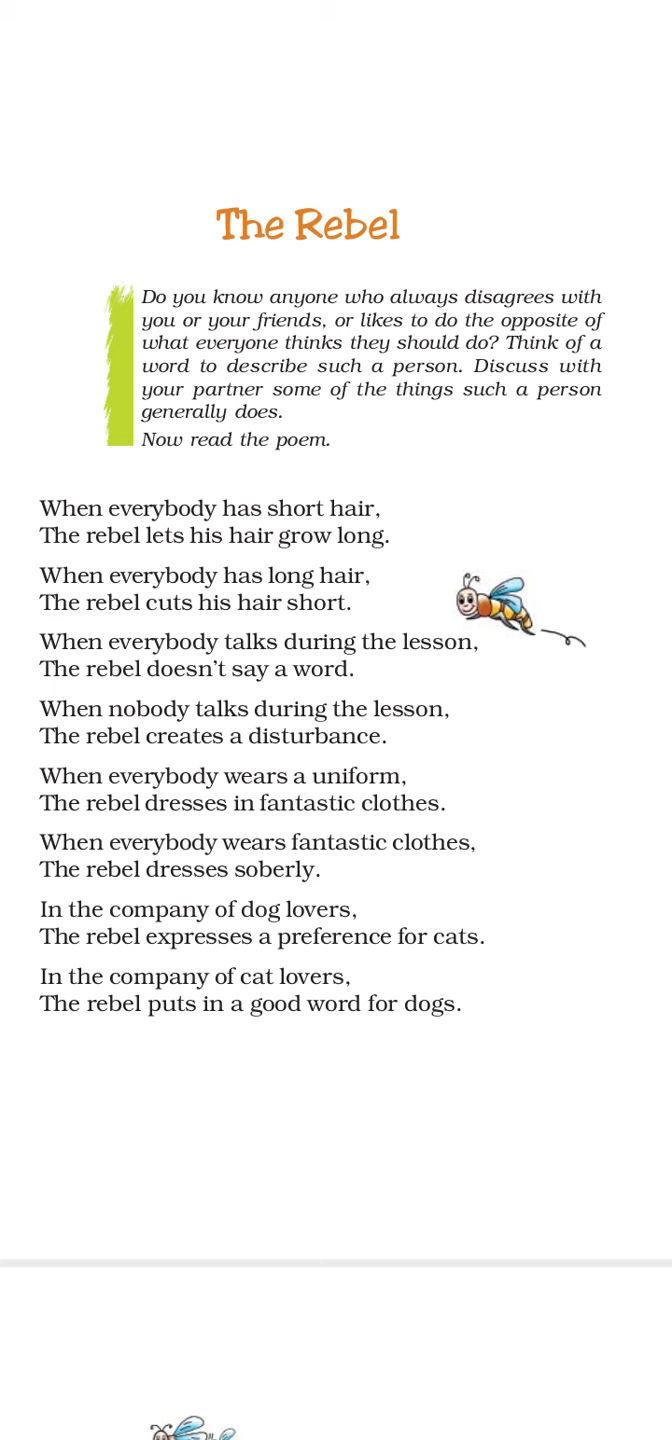 The Rebel
Do you know anyone who always disagrees with
you or your friends, or likes to do the opposite of
what everyone thinks they should do? Think of a
word to describe such a person. Discuss with
your partner some of the things such a person
generally does.
Now read the poem.
When everybody has short hair,
The rebel lets his hair grow long.
When everybody has long hair,
The rebel cuts his hair short.
When everybody talks during the lesson,
The rebel doesn’t say a word.
When nobody talks during the lesson,
The rebel creates a disturbance.
When everybody wears a uniform,
The rebel dresses in fantastic clothes.
When everybody wears fantastic clothes,
The rebel dresses soberly.
In the company of dog lovers,
The rebel expresses a preference for cats.
In the company of cat lovers,
The rebel puts in a good word for dogs.